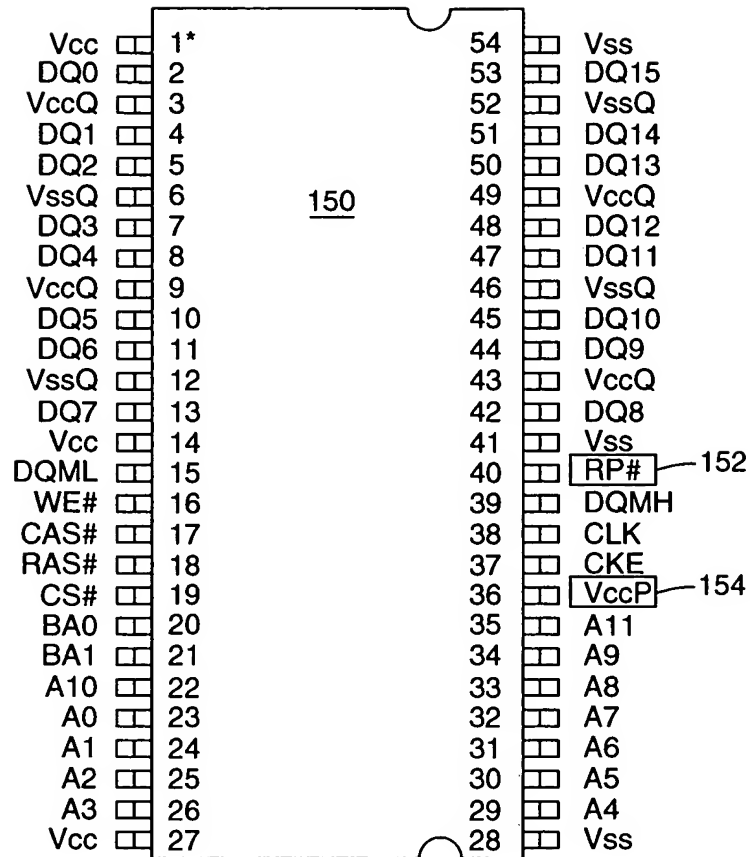 Vcc 1* 54 Vss
DQ0 2 53 DQ15
VccQ 3 52 VssQ
DQ1 4 51 DQ14
DQ2 5 50 DQ13
VssQ 6 150 49 VccQ
DQ3 7 48 DQ12
DQ4 8 47 DQ11
VccQ 9 46 VssQ
DQ5 10 45 DQ10
DQ6 11 44 DQ9
VssQ 12 43 VccQ
DQ7 13 42 DQ8
Vcc 14 41 Vss
DQML 15 40 RP# 152
WE# 16 39 DQMH
CAS# 17 38 CLK
RAS# 18 37 CKE
CS# 19 36 VccP 154
BA0 20 35 A11
BA1 21 34 A9
A10 22 33 A8
A0 23 32 A7
A1 24 31 A6
A2 25 30 A5
A3 26 29 A4
Vcc 27 28 Vss